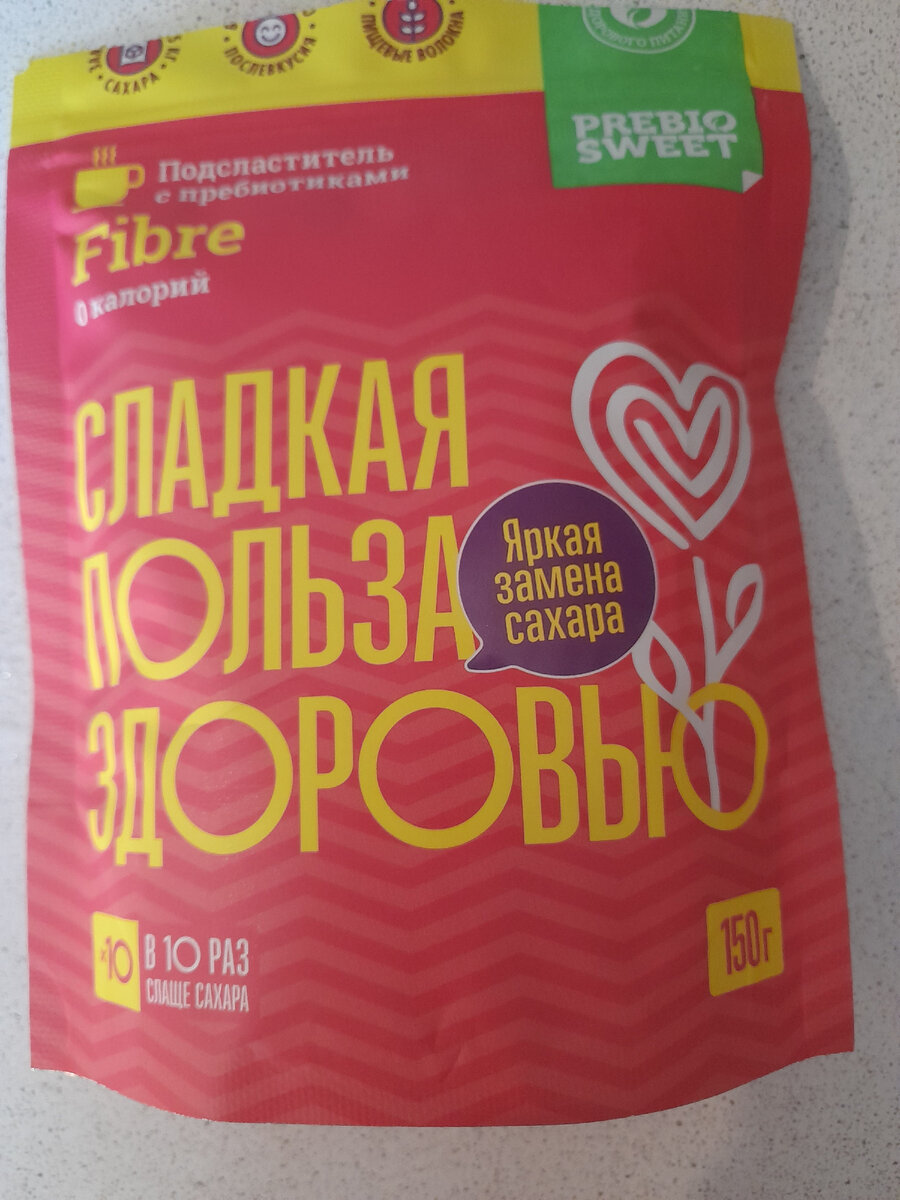 САХАРА
ПОСЛЕВКУСИЯ
ПИЩЕВЫЕ ВОЛОКНА
PREBIO
SWEET
Подсластитель
с пребиотиками
Fibre
0 калорий
СЛАДКАЯ
ПОЛЬЗА
ЗДОРОВЬЮ
Яркая
замена
сахара
x10
В 10 РАЗ
СЛАЩЕ САХАРА
150г